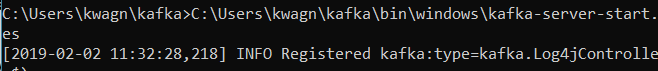 C:\Users\kwagn\kafka>C:\Users\kwagn\kafka\bin\windows\kafka-server-start.
es
[2019-02-02 11:32:28,218] INFO Registered kafka:type=kafka.Log4jControlle